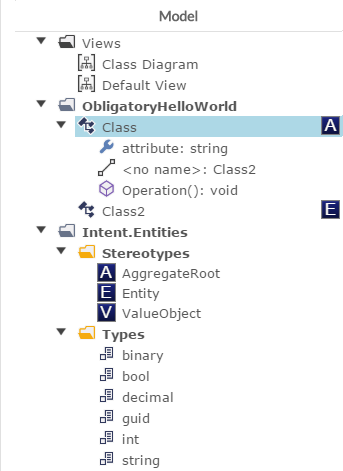 Model
Views
Class Diagram
Default View
ObligatoryHelloWorld
Class A
attribute: string
<no name>: Class2
Operation(): void
Class2 E
Intent.Entities
Stereotypes
A AggregateRoot
E Entity
V ValueObject
Types
binary
bool
decimal
guid
int
string